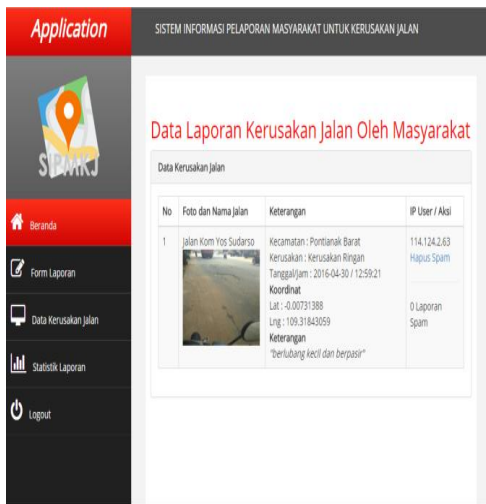 Application
SISTEM INFORMASI PELAPORAN MASYARAKAT UNTUK KERUSAKAN JALAN
SIPMKJ
Beranda
Form Laporan
Data Kerusakan Jalan
Statistik Laporan
Logout
Data Laporan Kerusakan Jalan Oleh Masyarakat
Data Kerusakan Jalan
No Foto dan Nama Jalan Keterangan IP User / Aksi
1 Jalan Kom Yos Sudarso
Kecamatan : Pontianak Barat
Kerusakan : Kerusakan Ringan
Tanggal/Jam : 2016-04-30 / 12:59:21
Koordinat
Lat : -0.00731388
Lng : 109.31843059
Keterangan
"berlubang kecil dan berpasir"
114.124.2.63
Hapus Spam
0 Laporan
Spam